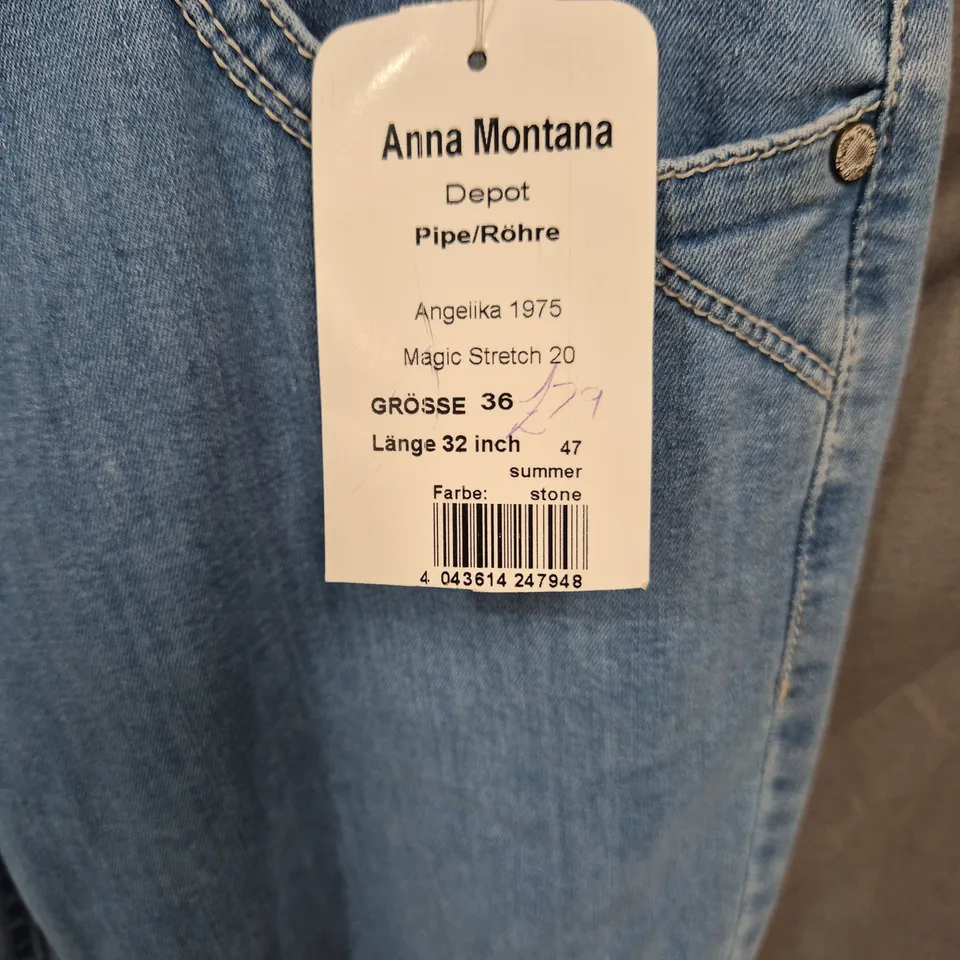 Anna Montana
Depot
Pipe/Röhre
Angelika 1975
Magic Stretch 20
GRÖSSE 36 £79
Länge 32 inch 47
summer
Farbe: stone
4 043614 247948